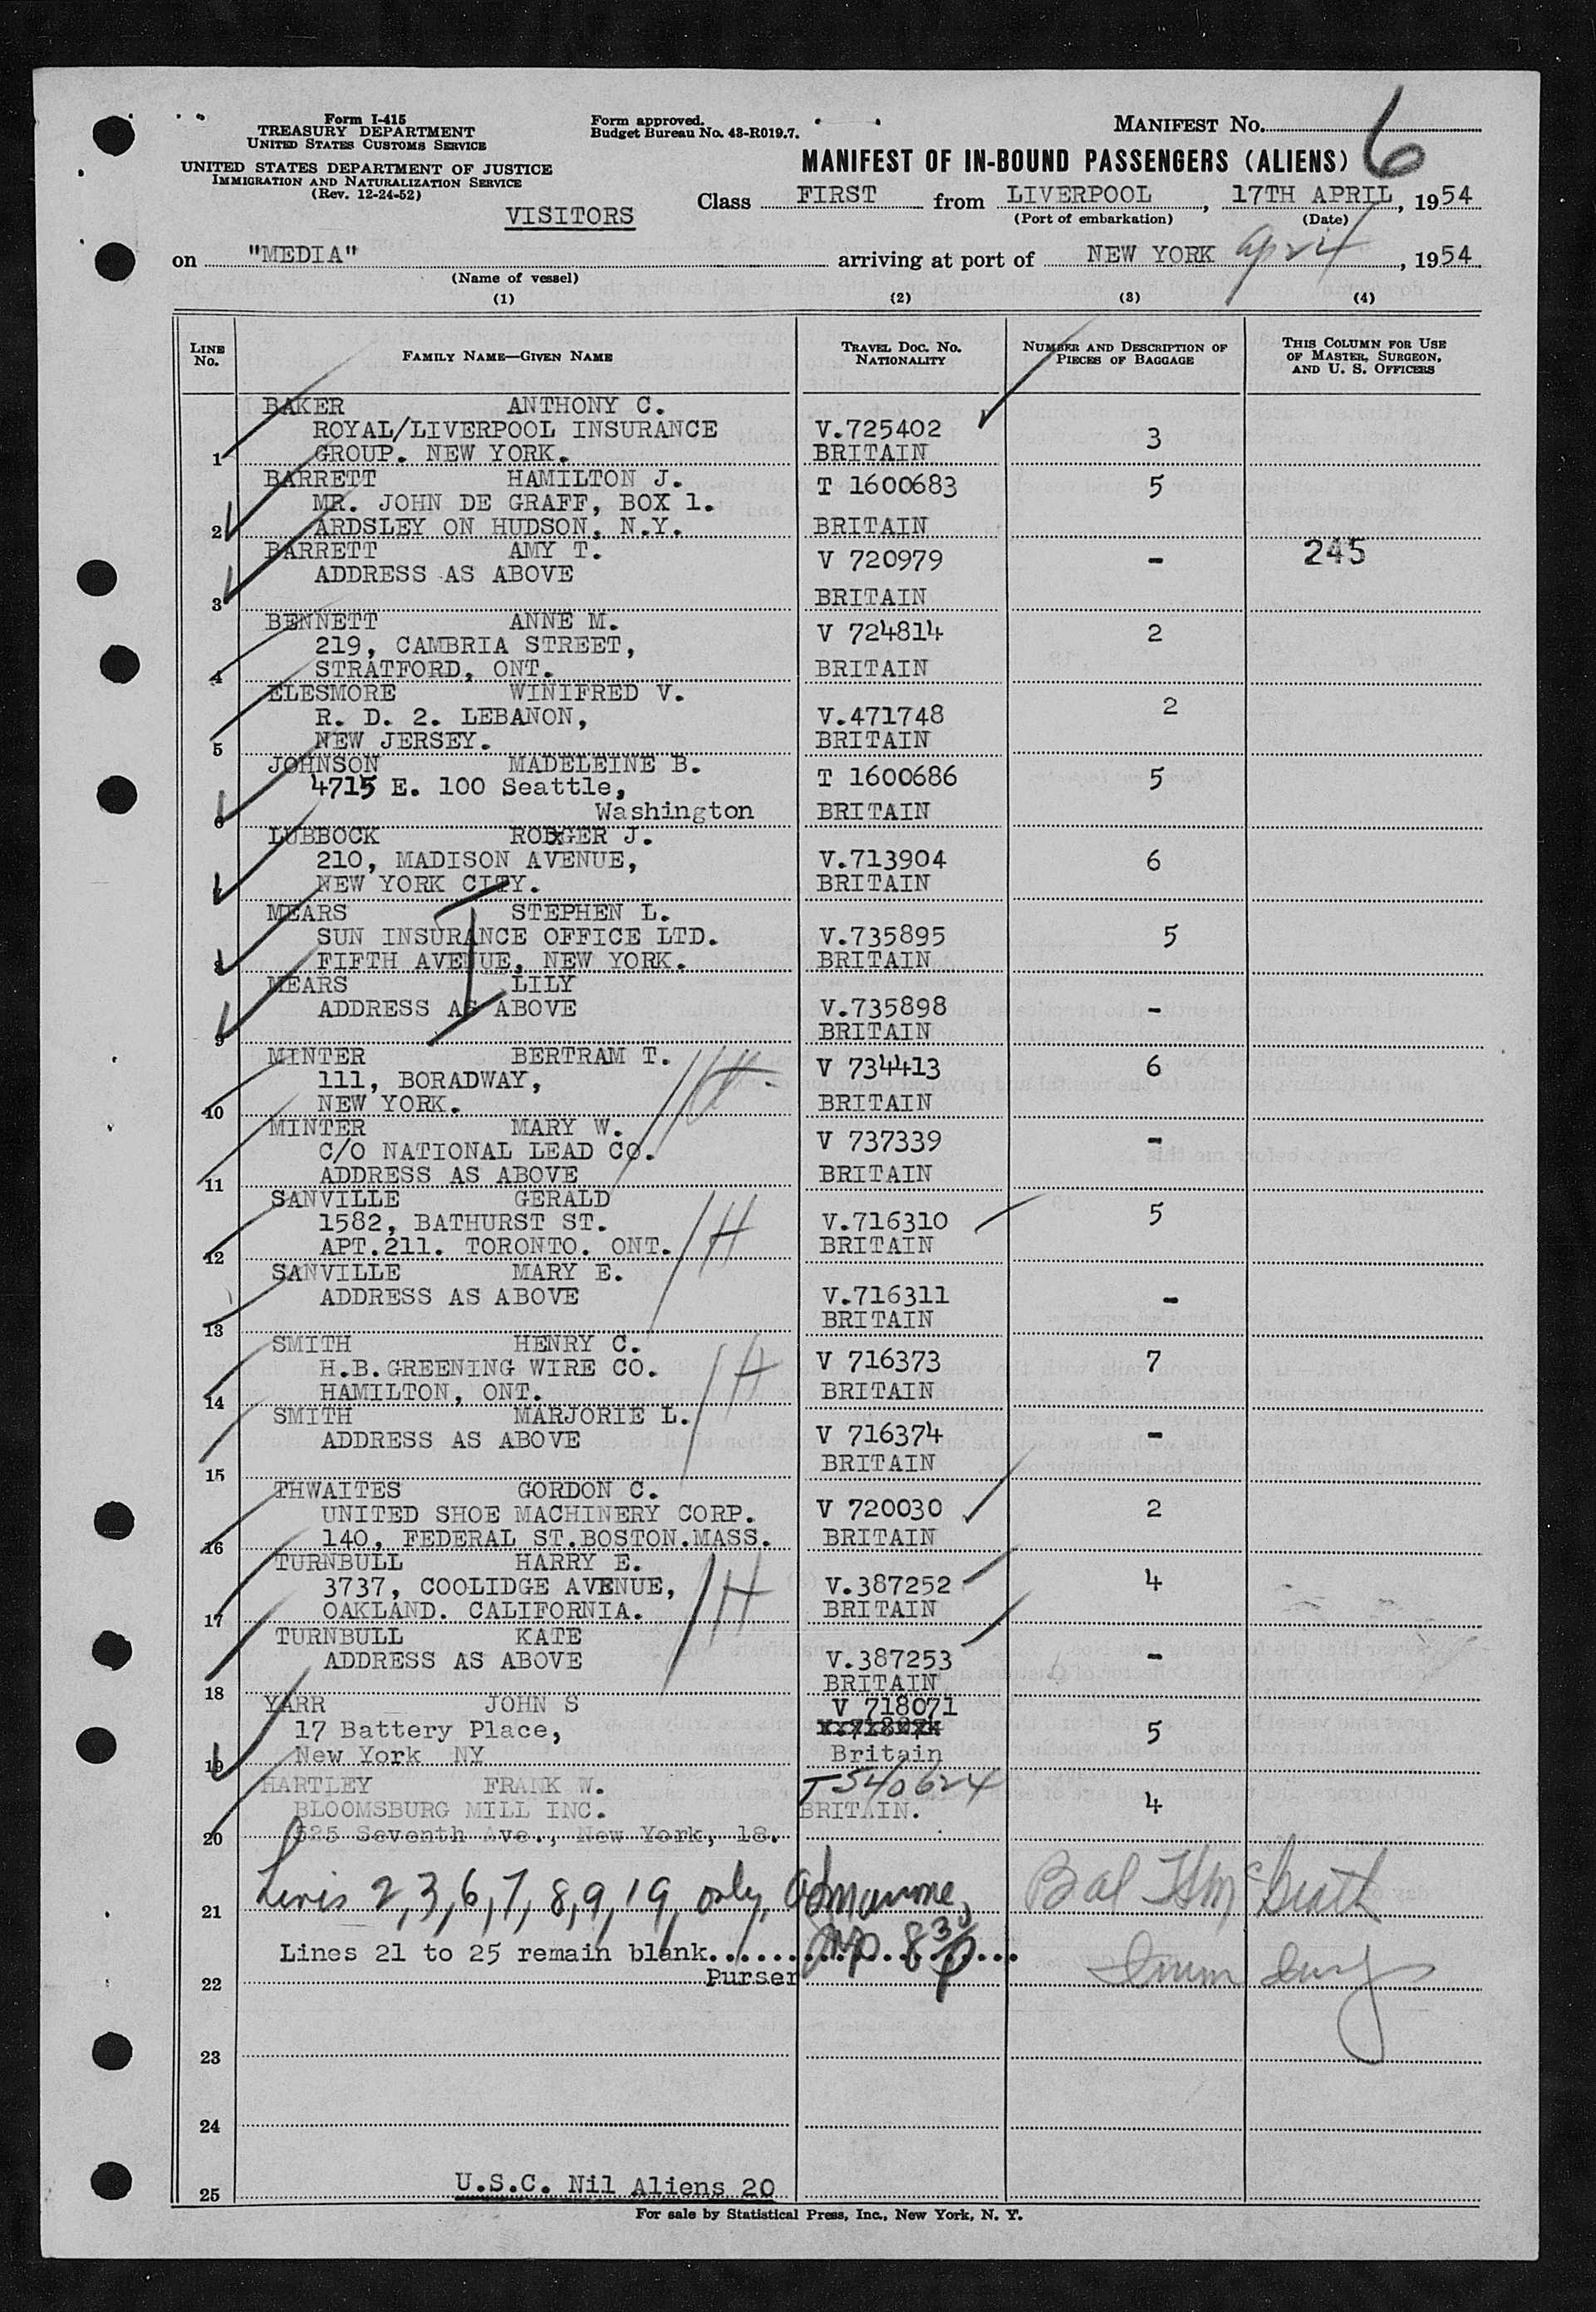 Form I-415
TREASURY DEPARTMENT
UNITED STATES CUSTOMS SERVICE
UNITED STATES DEPARTMENT OF JUSTICE
IMMIGRATION AND NATURALIZATION SERVICE
(Rev. 12-24-52)
Form approved.
Budget Bureau No. 43-R019.7.
MANIFEST No. 6
MANIFEST OF IN-BOUND PASSENGERS (ALIENS)
VISITORS
Class FIRST from LIVERPOOL, 17TH APRIL, 1954
(Port of embarkation) (Date)
on "MEDIA" arriving at port of NEW YORK, 1954
(Name of vessel)
(1) (2) (3) (4)
LINE No. FAMILY NAME—GIVEN NAME TRAVEL DOC. NO. NATIONALITY NUMBER AND DESCRIPTION OF PIECES OF BAGGAGE THIS COLUMN FOR USE OF MASTER, SURGEON, AND U. S. OFFICERS
BAKER ANTHONY C.
ROYAL/LIVERPOOL INSURANCE V.725402 3
1 GROUP. NEW YORK. BRITAIN
BARRETT HAMILTON J. T 1600683 5
MR. JOHN DE GRAFF, BOX 1.
2 ARDSLEY ON HUDSON, N.Y. BRITAIN
BARRETT AMY T. V 720979 - 245
ADDRESS AS ABOVE
3 BRITAIN
BENNETT ANNE M. V 724814 2
219, CAMBRIA STREET,
4 STRATFORD, ONT. BRITAIN
ELESMORE WINIFRED V. 2
R. D. 2. LEBANON, V.471748
5 NEW JERSEY. BRITAIN
JOHNSON MADELEINE B. T 1600686 5
4715 E. 100 Seattle,
6 Washington BRITAIN
LUBBOCK RODGER J.
210, MADISON AVENUE, V.713904 6
7 NEW YORK CITY. BRITAIN
MEARS STEPHEN L.
SUN INSURANCE OFFICE LTD. V.735895 5
8 FIFTH AVENUE, NEW YORK. BRITAIN
MEARS LILY
ADDRESS AS ABOVE V.735898 -
9 BRITAIN
MINTER BERTRAM T. V 734413 6
111, BORADWAY,
10 NEW YORK. BRITAIN
MINTER MARY W. V 737339 -
C/O NATIONAL LEAD CO.
11 ADDRESS AS ABOVE BRITAIN
SANVILLE GERALD 5
1582, BATHURST ST. V.716310
12 APT.211. TORONTO. ONT. BRITAIN
SANVILLE MARY E.
ADDRESS AS ABOVE V.716311 -
13 BRITAIN
SMITH HENRY C. V 716373 7
H.B.GREENING WIRE CO.
14 HAMILTON, ONT. BRITAIN
SMITH MARJORIE L.
ADDRESS AS ABOVE V 716374 -
15 BRITAIN
THWAITES GORDON C.
UNITED SHOE MACHINERY CORP. V 720030 2
16 140, FEDERAL ST.BOSTON.MASS. BRITAIN
TURNBULL HARRY E.
3737, COOLIDGE AVENUE, V.387252 4
17 OAKLAND. CALIFORNIA. BRITAIN
TURNBULL KATE
ADDRESS AS ABOVE V.387253 -
18 BRITAIN
YARR JOHN S V 718071
17 Battery Place, 5
19 New York NY Britain
HARTLEY FRANK W. T 540624
BLOOMSBURG MILL INC. BRITAIN. 4
20 525 Seventh Ave., New York, 18.
21 2,3,6,7,8,9,19, only,
Lines 21 to 25 remain blank
22 Purser
23
24
25 U.S.C. Nil Aliens 20
For sale by Statistical Press, Inc., New York, N. Y.